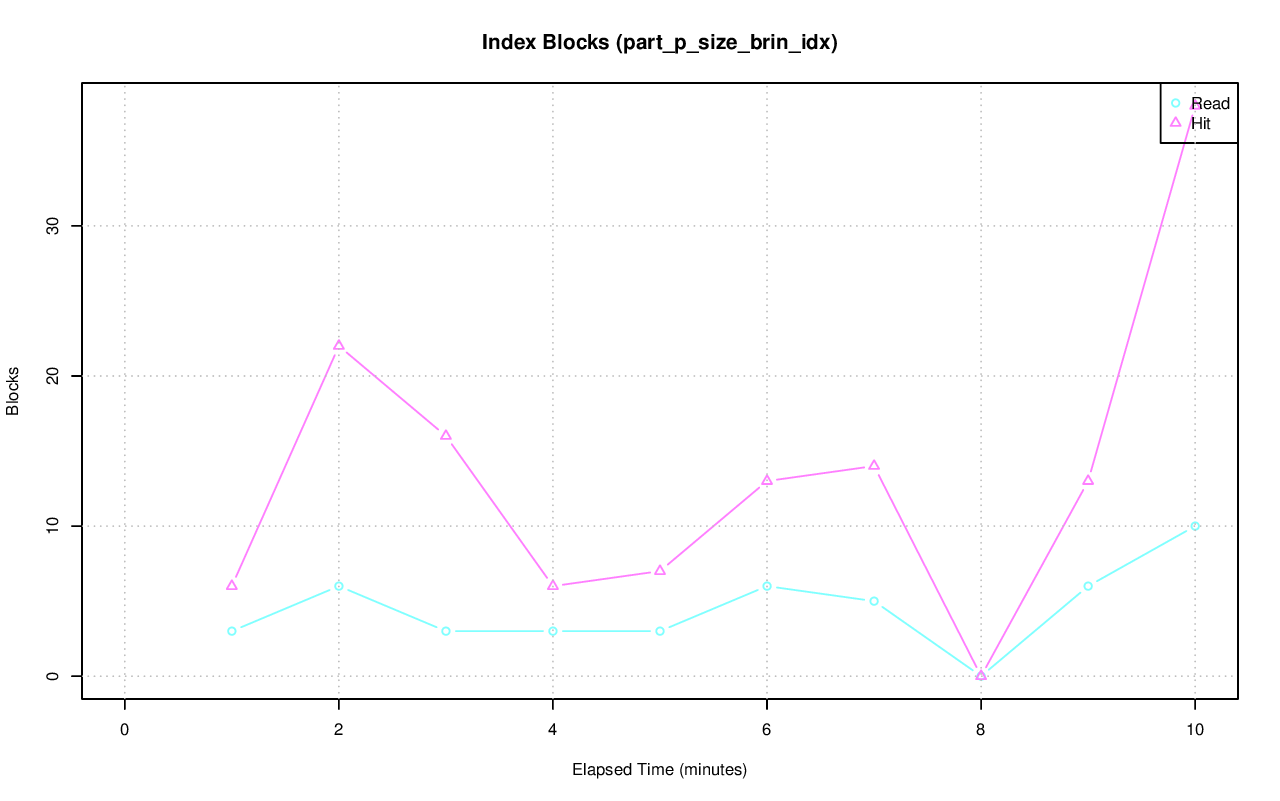 Index Blocks (part_p_size_brin_idx)
Read
Hit
Blocks
30
20
10
0
0 2 4 6 8 10
Elapsed Time (minutes)